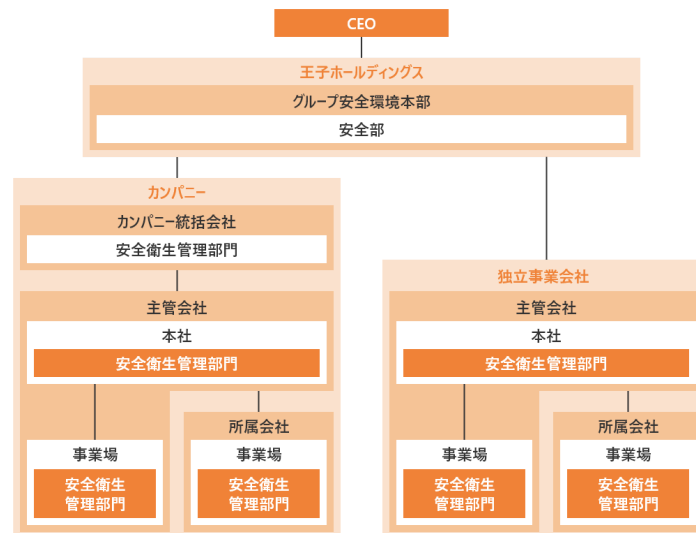 CEO
王子ホールディングス
グループ安全環境本部
安全部
カンパニー
カンパニー統括会社
安全衛生管理部門
主管会社
本社
安全衛生管理部門
事業場
安全衛生
管理部門
所属会社
事業場
安全衛生
管理部門
独立事業会社
主管会社
本社
安全衛生管理部門
事業場
安全衛生
管理部門
所属会社
事業場
安全衛生
管理部門